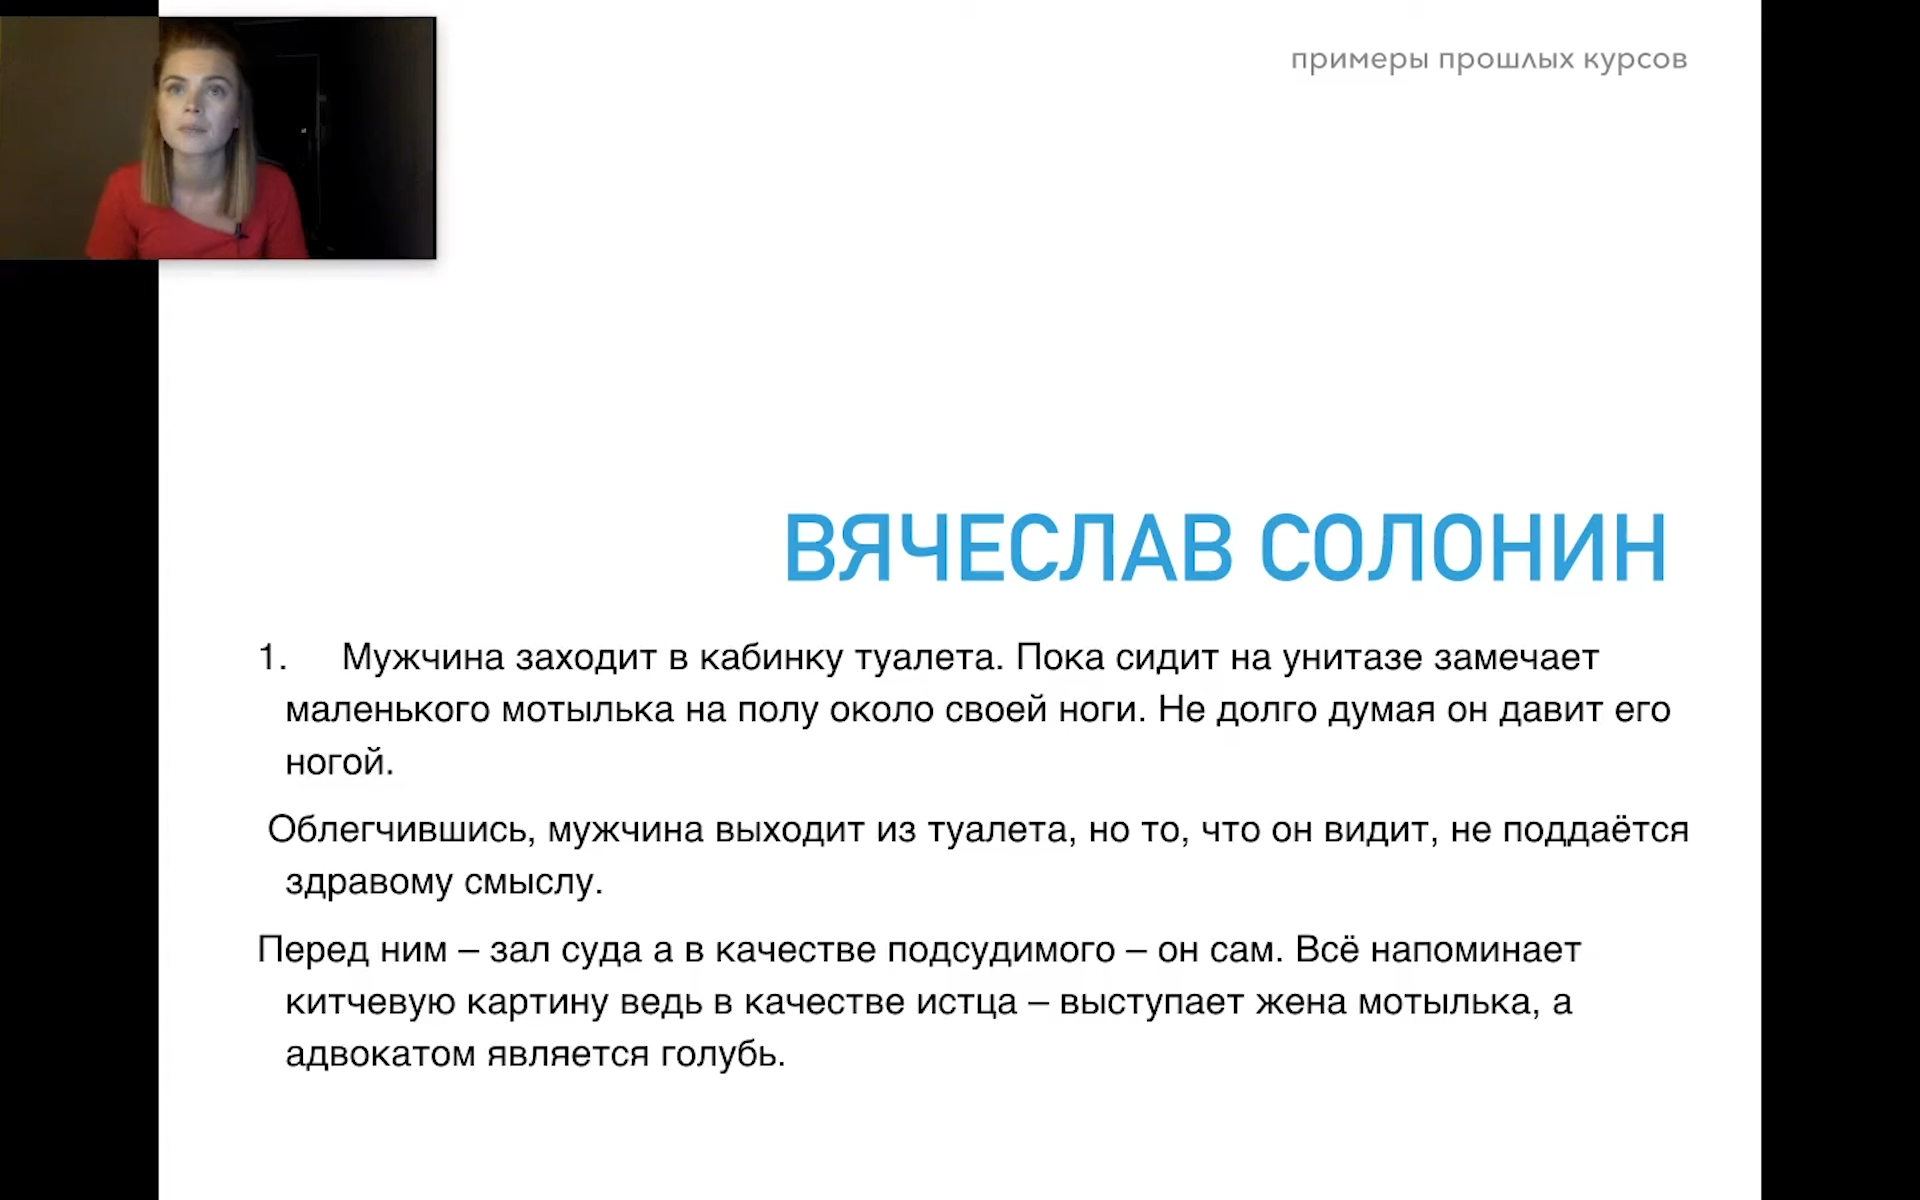 примеры прошлых курсов
ВЯЧЕСЛАВ СОЛОНИН
1. Мужчина заходит в кабинку туалета. Пока сидит на унитазе замечает
маленького мотылька на полу около своей ноги. Не долго думая он давит его
ногой.
Облегчившись, мужчина выходит из туалета, но то, что он видит, не поддаётся
здравому смыслу.
Перед ним – зал суда а в качестве подсудимого – он сам. Всё напоминает
китчевую картину ведь в качестве истца – выступает жена мотылька, а
адвокатом является голубь.